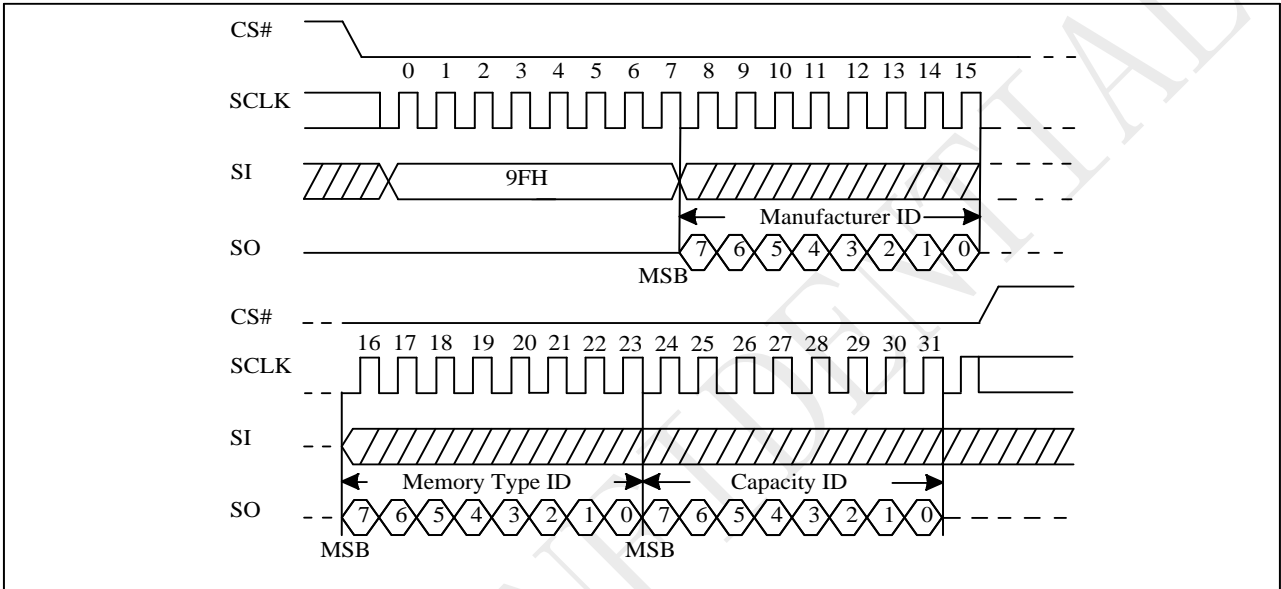 CS#
0 1 2 3 4 5 6 7 8 9 10 11 12 13 14 15
SCLK
SI
9FH
Manufacturer ID
SO
7 6 5 4 3 2 1 0
MSB
CS#
16 17 18 19 20 21 22 23 24 25 26 27 28 29 30 31
SCLK
SI
Memory Type ID Capacity ID
SO
7 6 5 4 3 2 1 0 7 6 5 4 3 2 1 0
MSB MSB